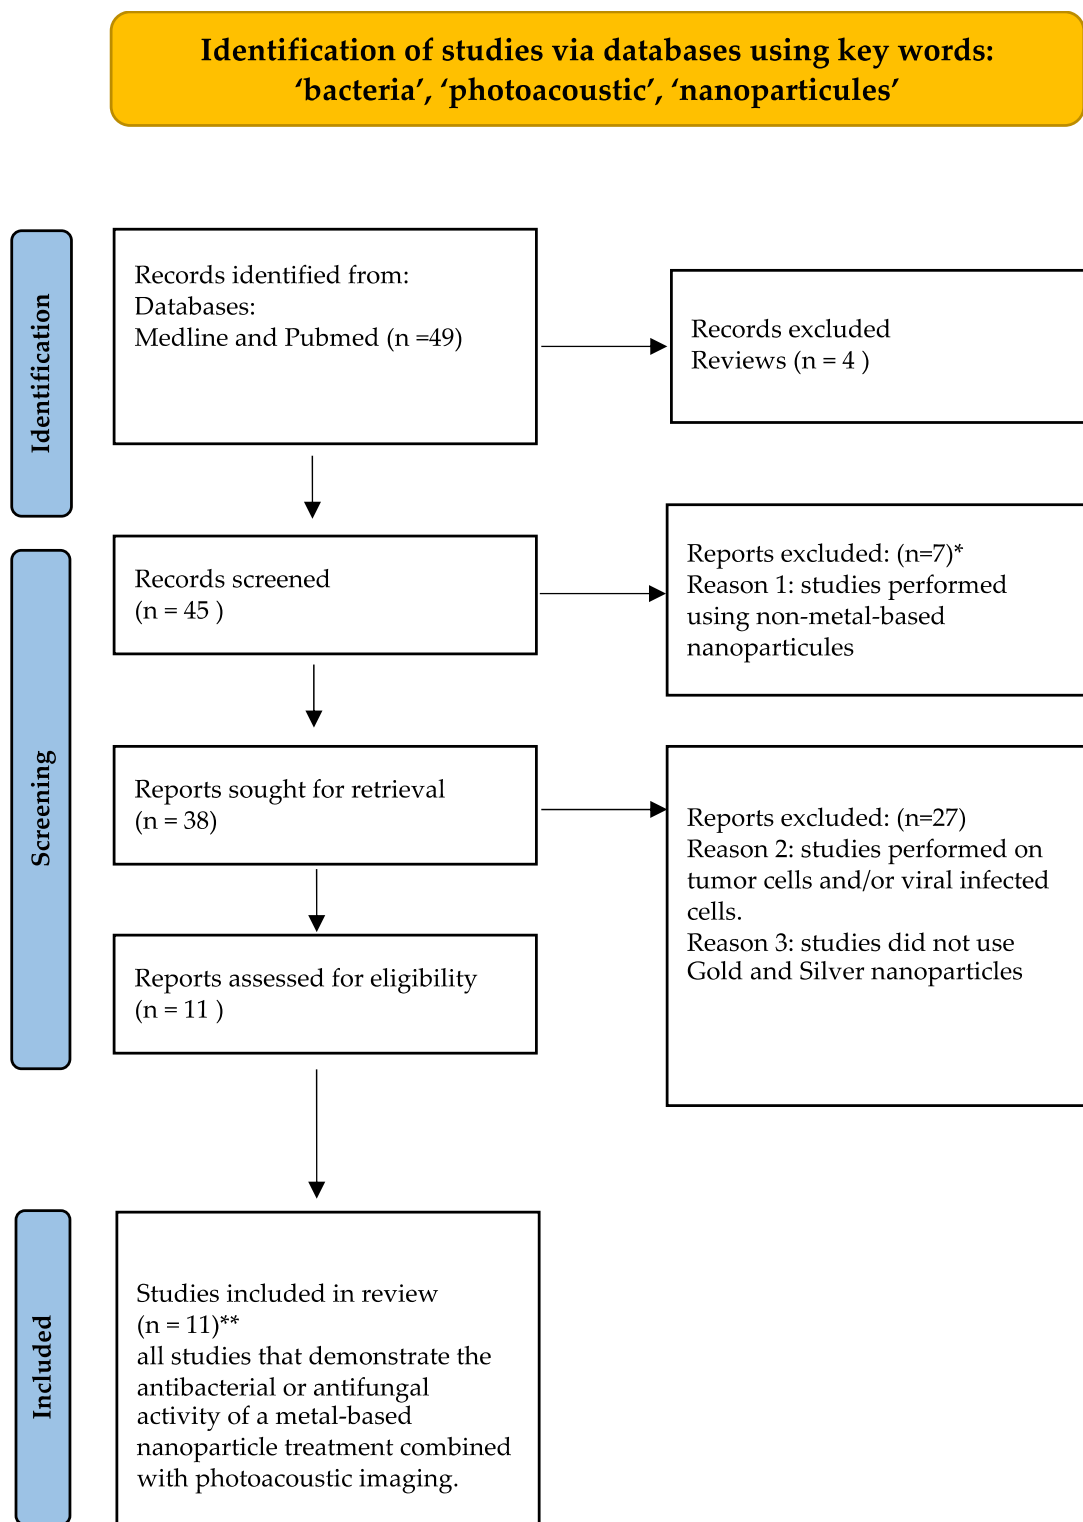 Identification of studies via databases using key words:
‘bacteria’, ‘photoacoustic’, ‘nanoparticules’
Identification
Records identified from:
Databases:
Medline and Pubmed (n =49)
Records excluded
Reviews (n = 4 )
Screening
Records screened
(n = 45 )
Reports excluded: (n=7)*
Reason 1: studies performed
using non-metal-based
nanoparticules
Reports sought for retrieval
(n = 38)
Reports excluded: (n=27)
Reason 2: studies performed on
tumor cells and/or viral infected
cells.
Reason 3: studies did not use
Gold and Silver nanoparticles
Reports assessed for eligibility
(n = 11 )
Included
Studies included in review
(n = 11)**
all studies that demonstrate the
antibacterial or antifungal
activity of a metal-based
nanoparticle treatment combined
with photoacoustic imaging.